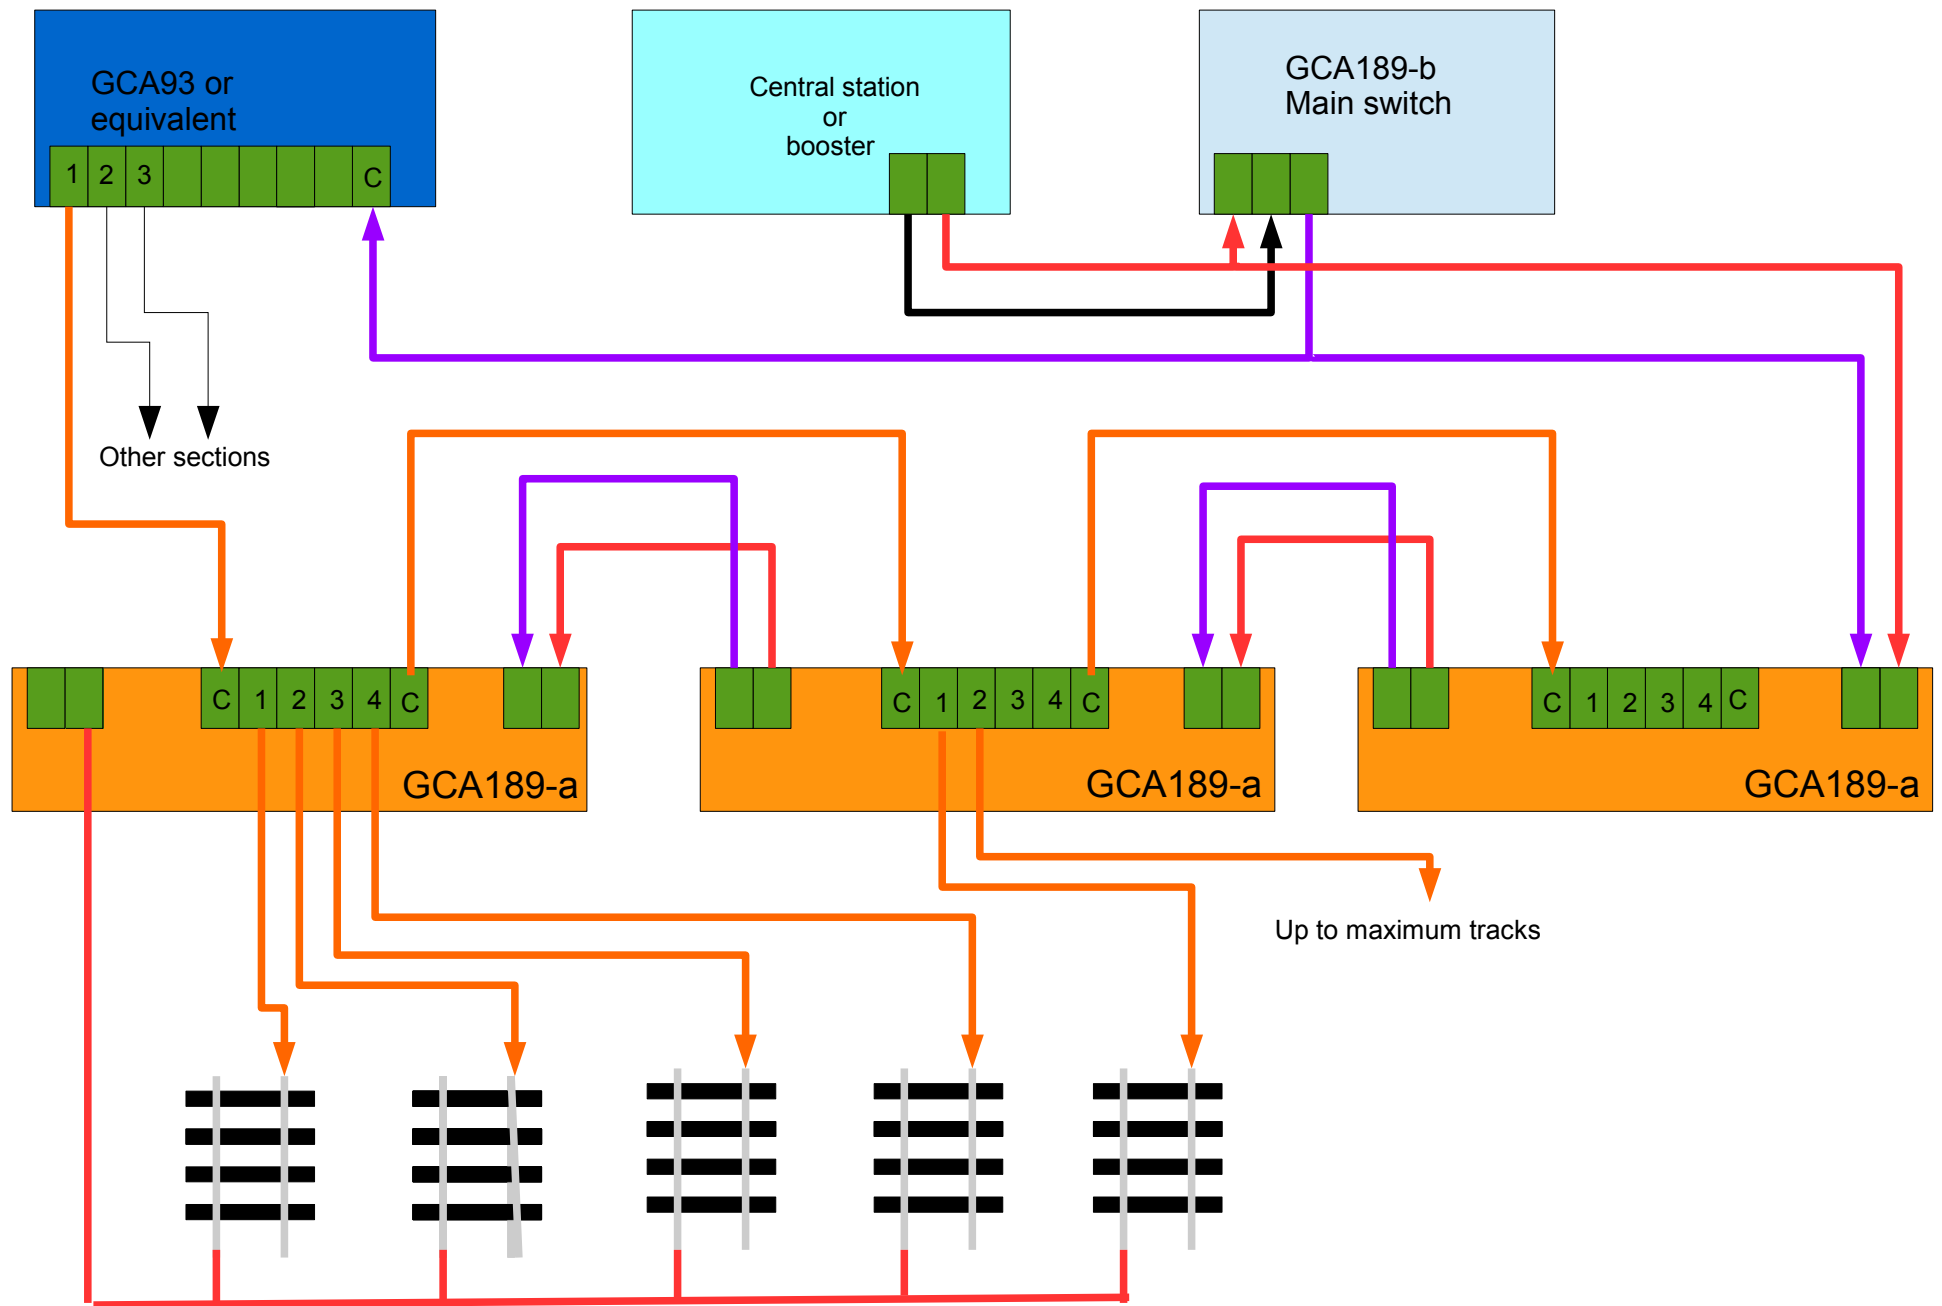 GCA93 or
equivalent
1 2 3 C
Central station
or
booster
GCA189-b
Main switch
Other sections
C 1 2 3 4 C
GCA189-a
C 1 2 3 4 C
GCA189-a
C 1 2 3 4 C
GCA189-a
Up to maximum tracks